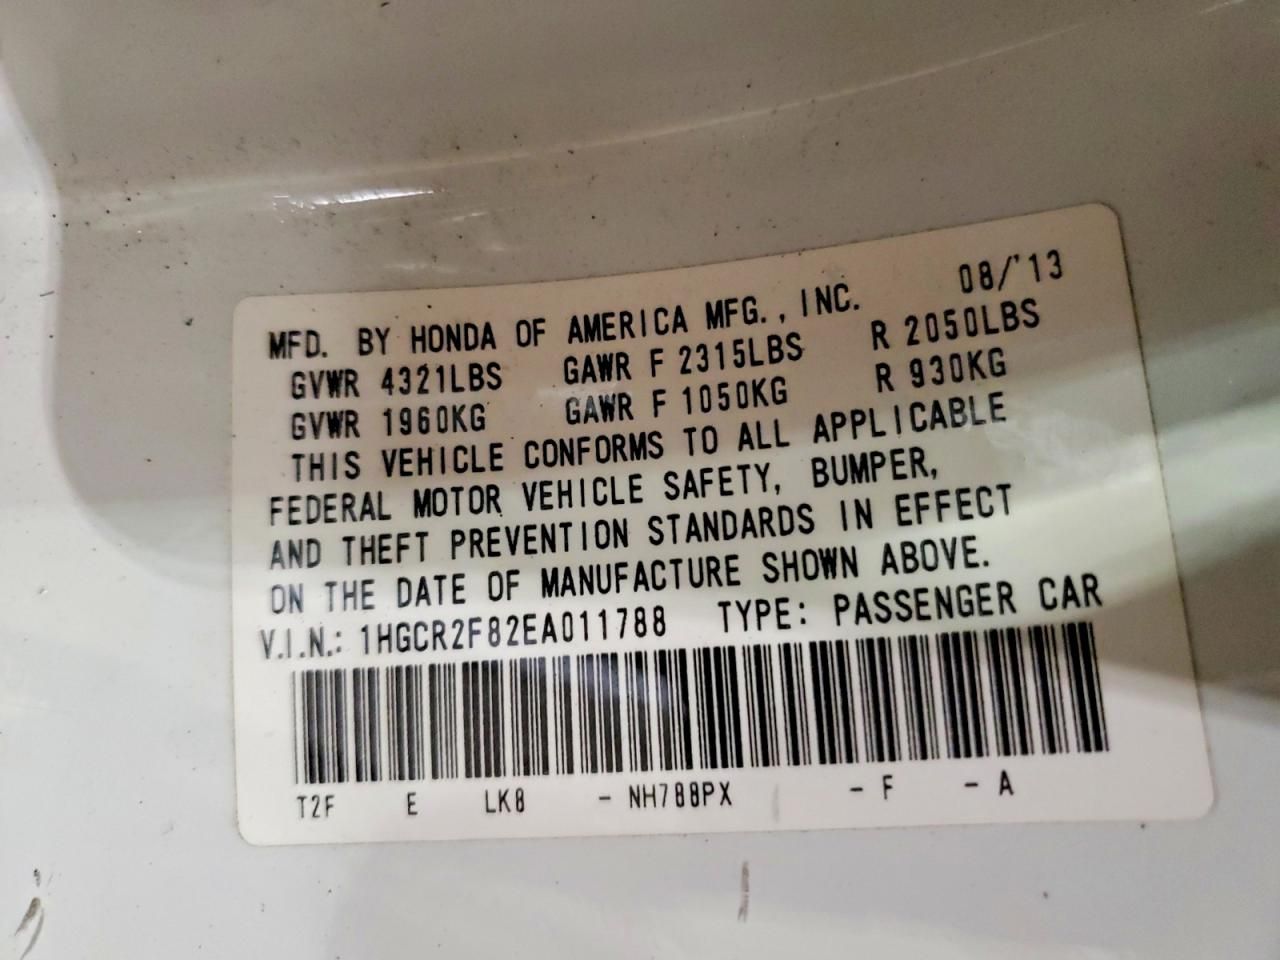 MFD. BY HONDA OF AMERICA MFG., INC. 08/'13
GVWR 4321LBS GAWR F 2315LBS R 2050LBS
GVWR 1960KG GAWR F 1050KG R 930KG
THIS VEHICLE CONFORMS TO ALL APPLICABLE
FEDERAL MOTOR VEHICLE SAFETY, BUMPER,
AND THEFT PREVENTION STANDARDS IN EFFECT
ON THE DATE OF MANUFACTURE SHOWN ABOVE.
V.I.N.: 1HGCR2F82EA011788 TYPE: PASSENGER CAR
T2F E LK8 - NH788PX - F - A